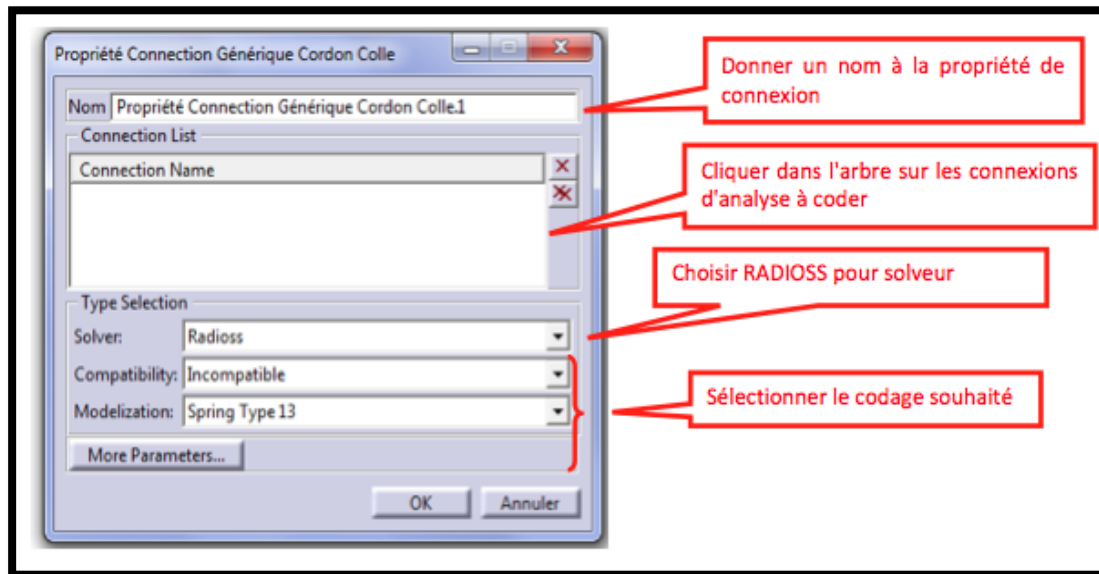 Propriété Connection Générique Cordon Colle
Nom Propriété Connection Générique Cordon Colle.1
Connection List
Connection Name
Type Selection
Solver: Radioss
Compatibility: Incompatible
Modelization: Spring Type 13
More Parameters...
OK Annuler
Donner un nom à la propriété de
connexion
Cliquer dans l'arbre sur les connexions
d'analyse à coder
Choisir RADIOSS pour solveur
Sélectionner le codage souhaité